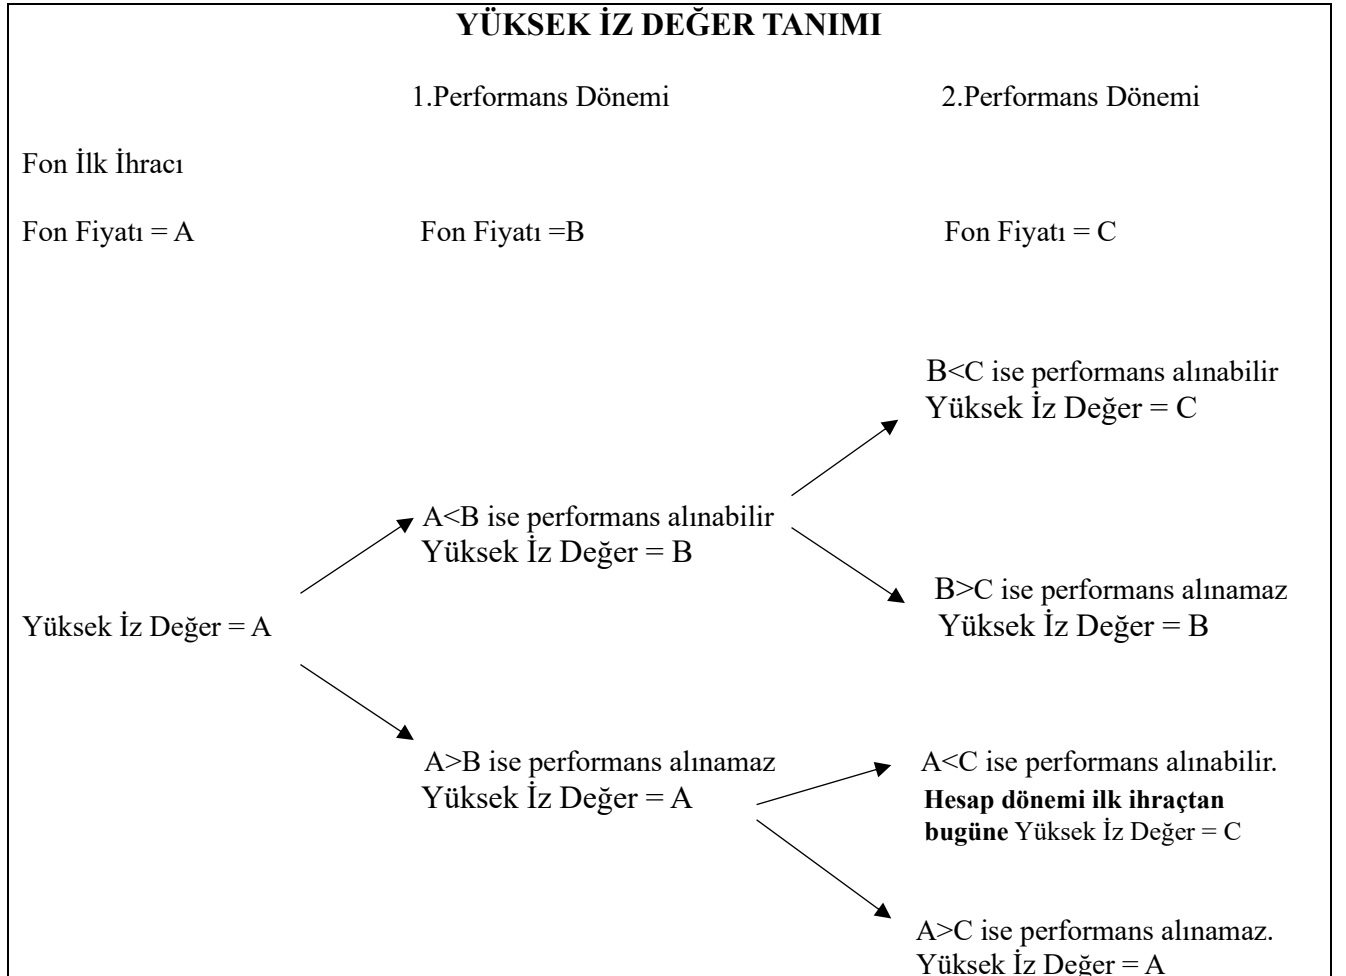 YÜKSEK İZ DEĞER TANIMI
1.Performans Dönemi
2.Performans Dönemi
Fon İlk İhracı
Fon Fiyatı = A
Fon Fiyatı =B
Fon Fiyatı = C
B<C ise performans alınabilir
Yüksek İz Değer = C
A<B ise performans alınabilir
Yüksek İz Değer = B
B>C ise performans alınamaz
Yüksek İz Değer = B
Yüksek İz Değer = A
A>B ise performans alınamaz
Yüksek İz Değer = A
A<C ise performans alınabilir.
Hesap dönemi ilk ihraçtan
bugüne Yüksek İz Değer = C
A>C ise performans alınamaz.
Yüksek İz Değer = A